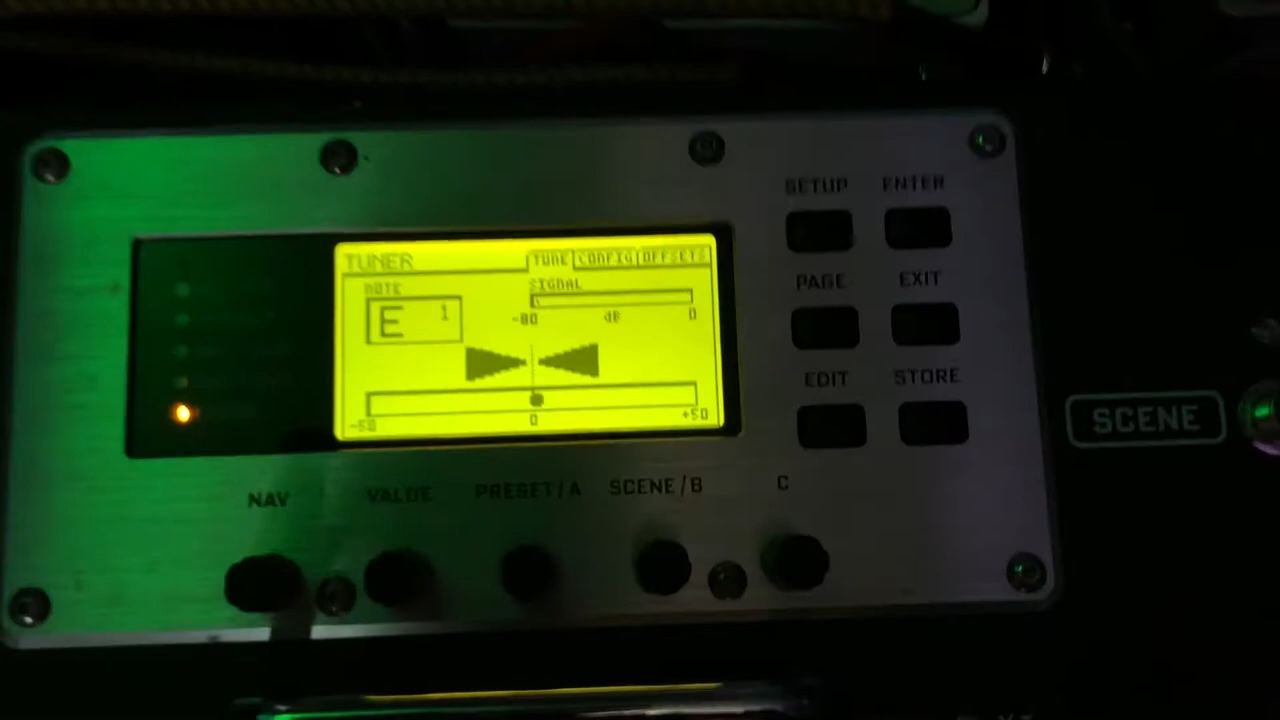 SETUP ENTER
TUNER TUNE CONFIG OFFSETS
NOTE SIGNAL
E 1
-80 dB 0
PAGE EXIT
EDIT STORE
-50 0 +50
SCENE
NAV VALUE PRESET/A SCENE/B C